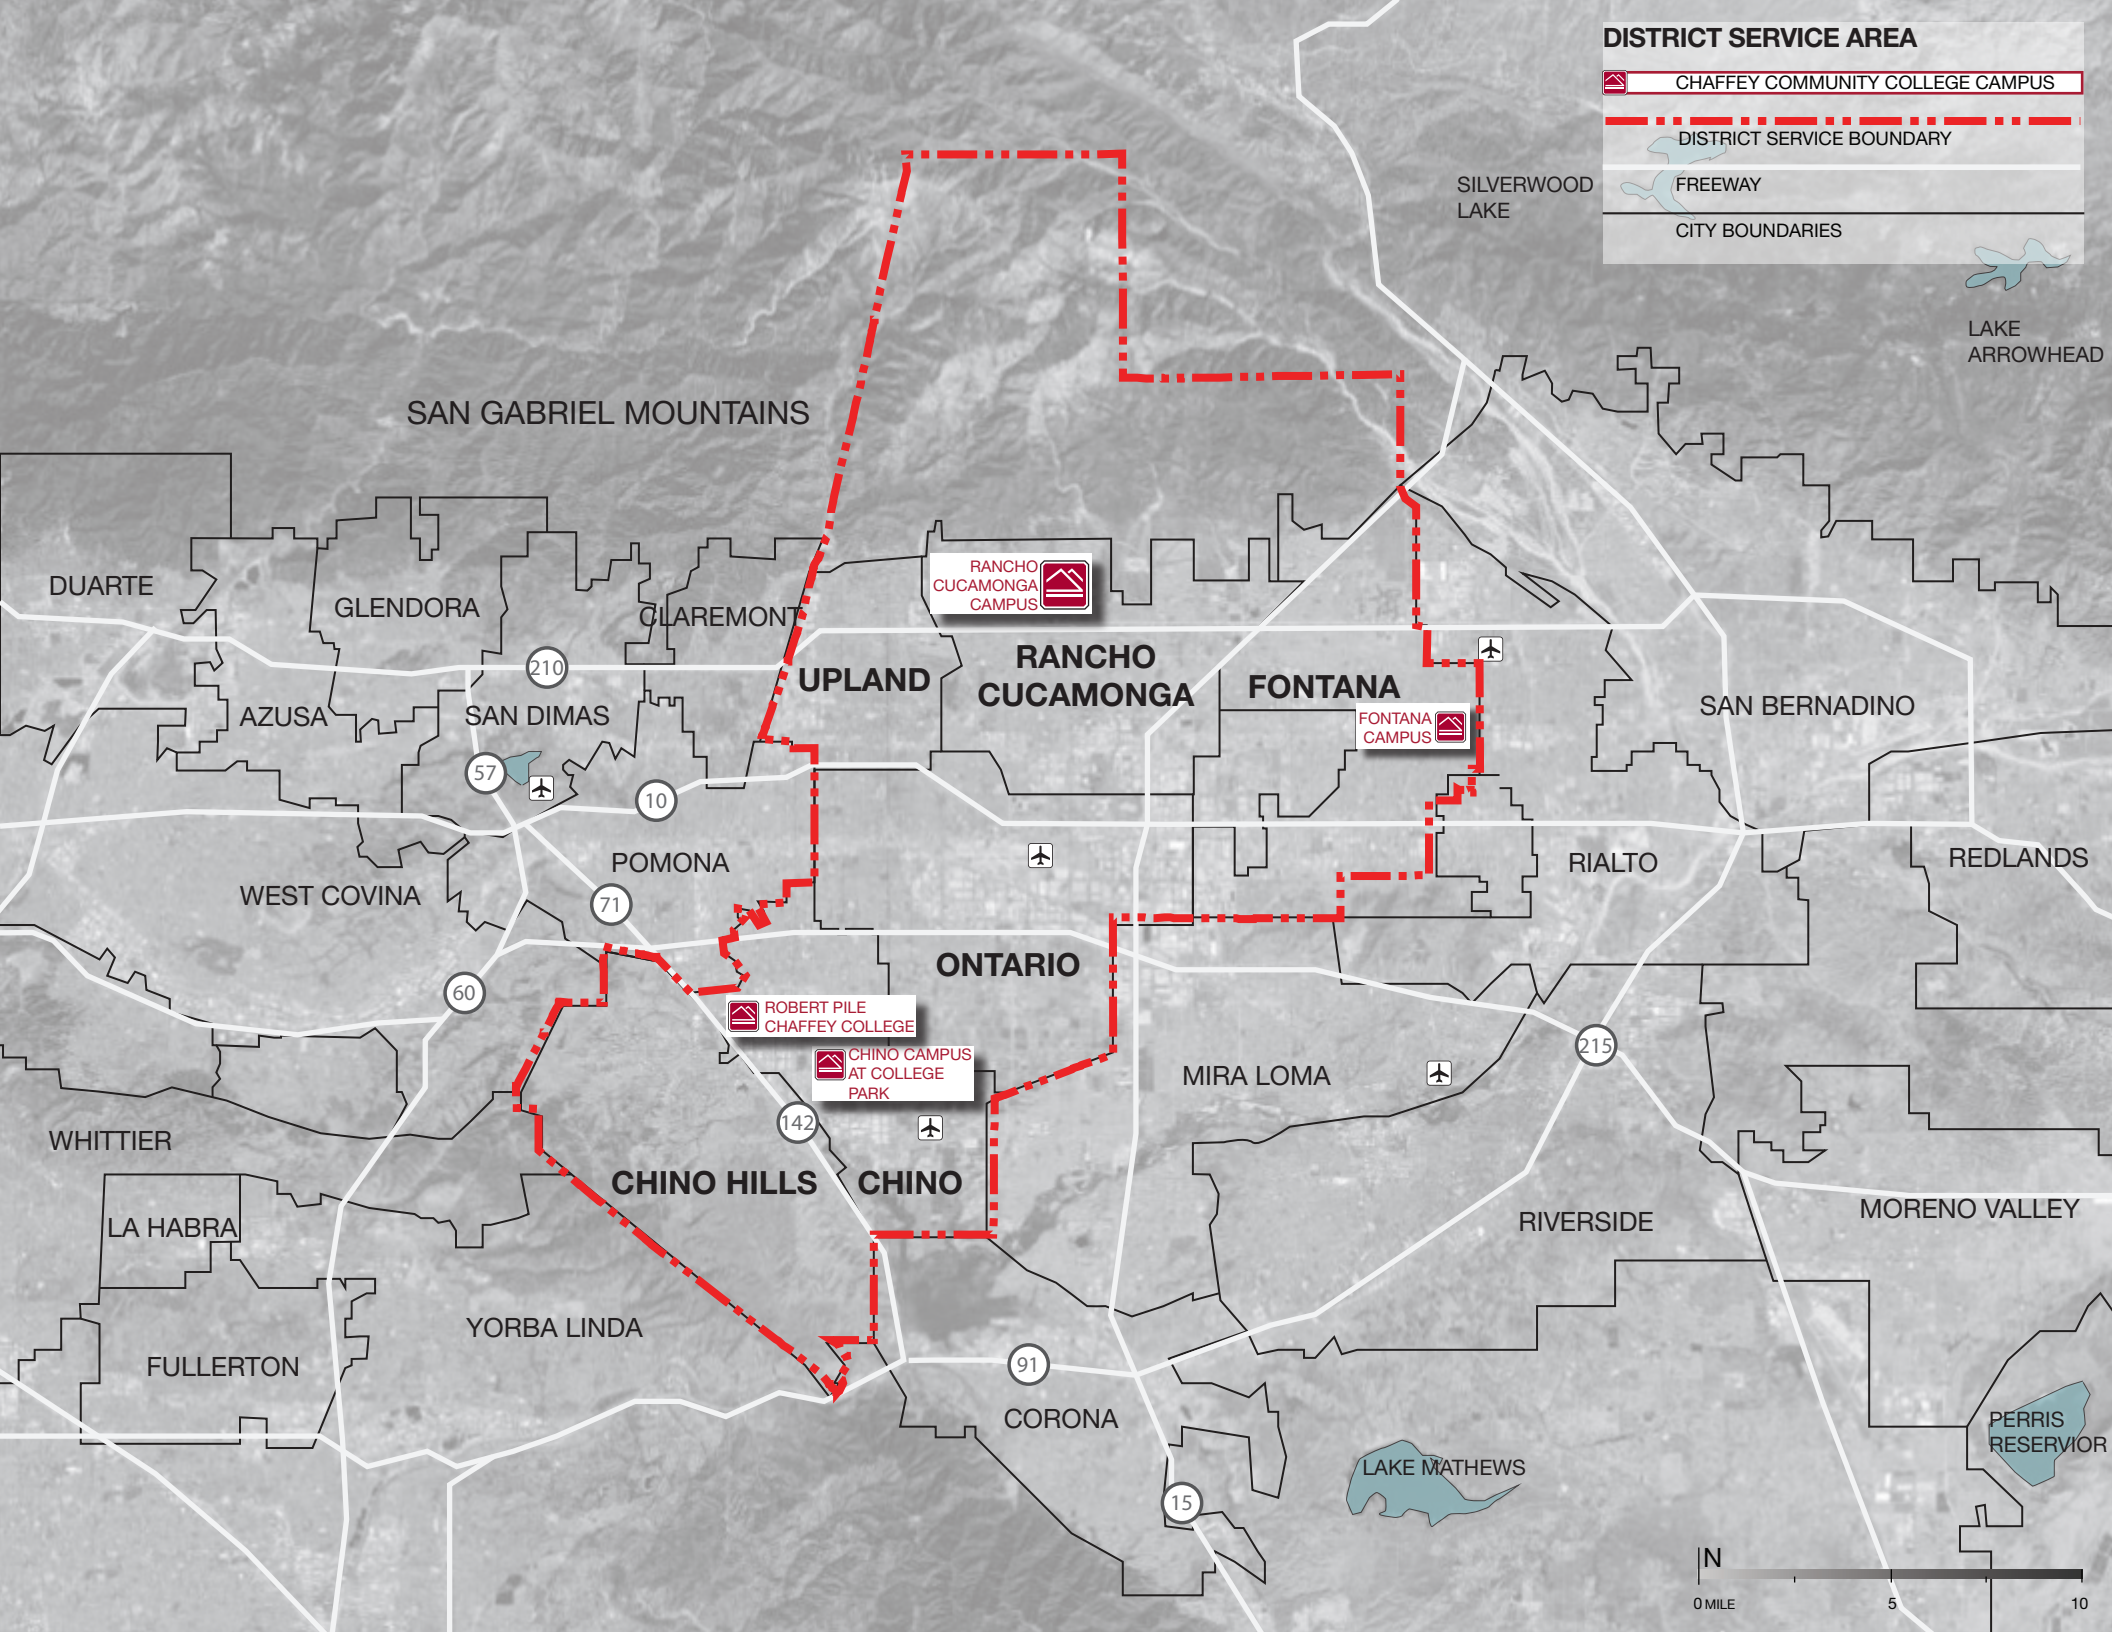 DISTRICT SERVICE AREA
CHAFFEY COMMUNITY COLLEGE CAMPUS
DISTRICT SERVICE BOUNDARY
FREEWAY
CITY BOUNDARIES
SILVERWOOD
LAKE
LAKE
ARROWHEAD
SAN GABRIEL MOUNTAINS
DUARTE
GLENDORA
CLAREMONT
RANCHO
CUCAMONGA
CAMPUS
210
UPLAND
RANCHO
CUCAMONGA
FONTANA
AZUSA
SAN DIMAS
FONTANA
CAMPUS
SAN BERNADINO
57
10
POMONA
RIALTO
REDLANDS
WEST COVINA
71
ONTARIO
60
ROBERT PILE
CHAFFEY COLLEGE
CHINO CAMPUS
AT COLLEGE
PARK
215
MIRA LOMA
WHITTIER
142
CHINO HILLS
CHINO
LA HABRA
RIVERSIDE
MORENO VALLEY
YORBA LINDA
FULLERTON
91
CORONA
PERRIS
RESERVIOR
LAKE MATHEWS
15
N
0 MILE
5
10